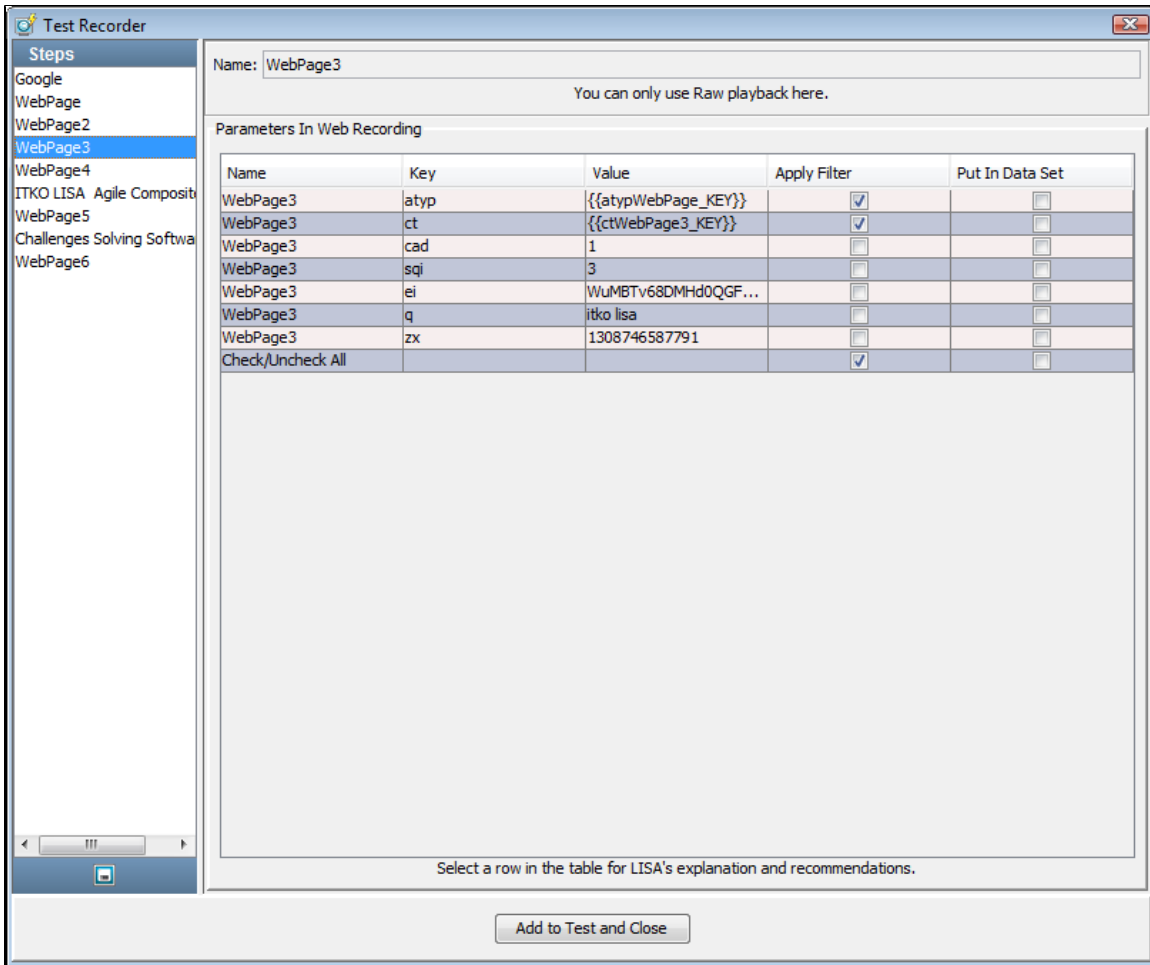 Test Recorder
Steps
Google
WebPage
WebPage2
WebPage3
WebPage4
ITKO LISA Agile Composit
WebPage5
Challenges Solving Softwa
WebPage6
Name: WebPage3
You can only use Raw playback here.
Parameters In Web Recording
Name Key Value Apply Filter Put In Data Set
WebPage3 atyp {{atypWebPage_KEY}}
WebPage3 ct {{ctWebPage3_KEY}}
WebPage3 cad 1
WebPage3 sqi 3
WebPage3 ei WuMBTv68DMHd0QGF...
WebPage3 q itko lisa
WebPage3 zx 1308746587791
Check/Uncheck All
Select a row in the table for LISA's explanation and recommendations.
Add to Test and Close